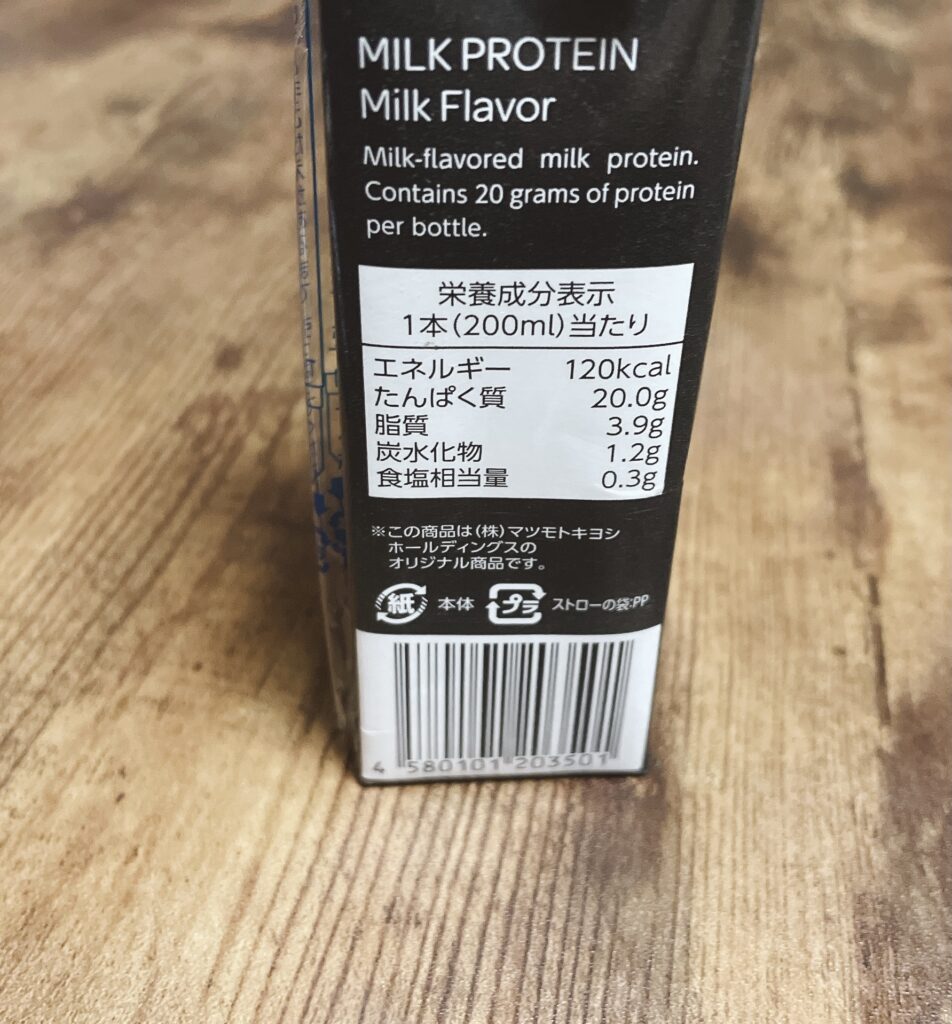 MILK PROTEIN
Milk Flavor
Milk-flavored milk protein.
Contains 20 grams of protein
per bottle.
栄養成分表示
1本(200ml)当たり
エネルギー 120kcal
たんぱく質 20.0g
脂質 3.9g
炭水化物 1.2g
食塩相当量 0.3g
※この商品は(株)マツモトキヨシ
ホールディングスの
オリジナル商品です。
紙 本体 プラ ストローの袋:PP
4 580101 203501